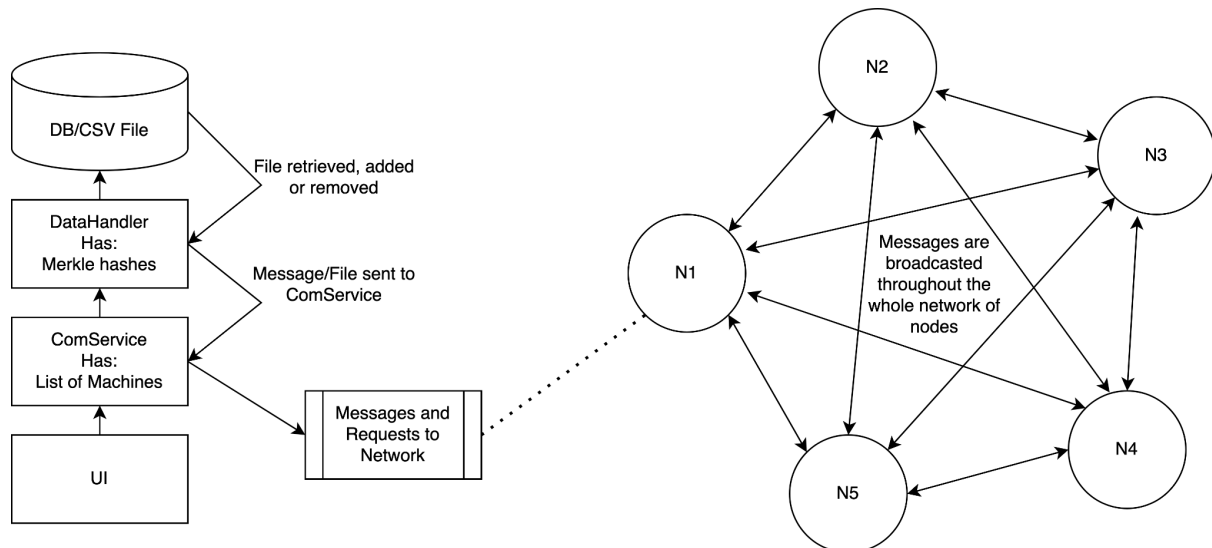 DB/CSV File
File retrieved, added
or removed
DataHandler
Has:
Merkle hashes
Message/File sent to
ComService
ComService
Has:
List of Machines
Messages and
Requests to
Network
UI
N2
N3
N1
Messages are
broadcasted
throughout the
whole network of
nodes
N4
N5